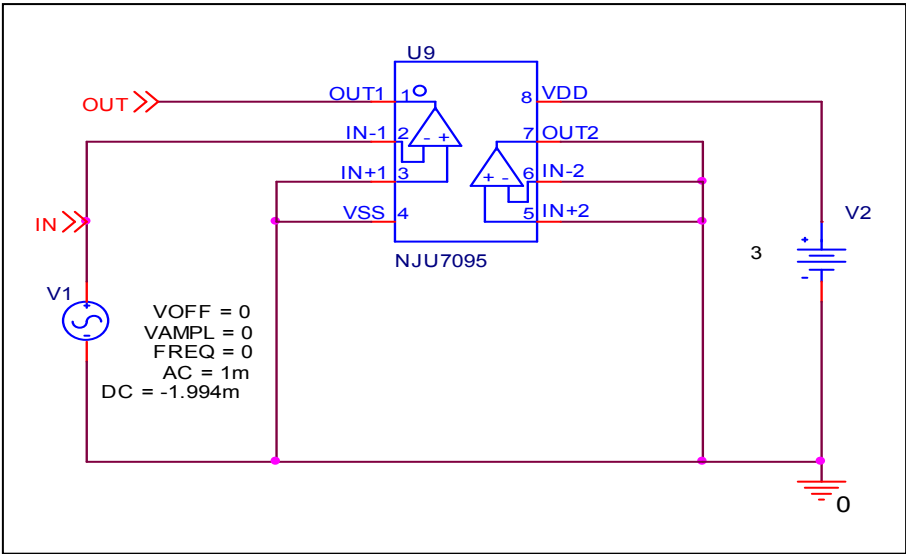 U9
OUT
OUT1
1
8
VDD
IN-1
2
- +
7
OUT2
IN+1
3
+ -
6
IN-2
IN
VSS
4
5
IN+2
V2
+
3
-
NJU7095
V1
+
-
VOFF = 0
VAMPL = 0
FREQ = 0
AC = 1m
DC = -1.994m
0